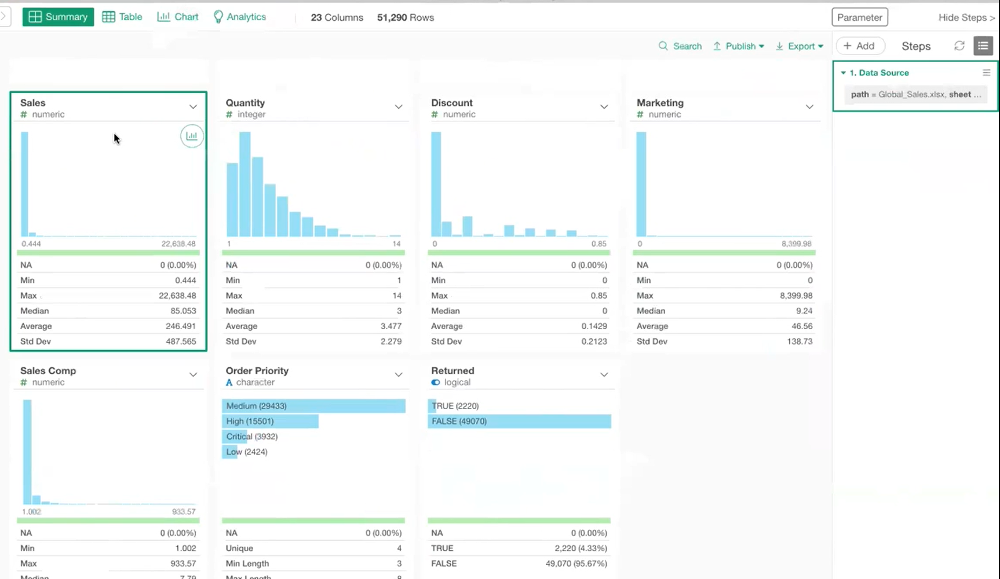 Summary Table Chart Analytics 23 Columns 51,290 Rows Parameter Hide Steps >
Search Publish Export + Add Steps
1. Data Source
path = Global_Sales.xlsx, sheet ...
Sales
# numeric
0.444 22,638.48
NA 0 (0.00%)
Min 0.444
Max 22,638.48
Median 85.053
Average 246.491
Std Dev 487.565
Quantity
# integer
1 14
NA 0 (0.00%)
Min 1
Max 14
Median 3
Average 3.477
Std Dev 2.279
Discount
# numeric
0 0.85
NA 0 (0.00%)
Min 0
Max 0.85
Median 0
Average 0.1429
Std Dev 0.2123
Marketing
# numeric
0 8,399.98
NA 0 (0.00%)
Min 0
Max 8,399.98
Median 9.24
Average 46.56
Std Dev 138.73
Sales Comp
# numeric
1.002 933.57
NA 0 (0.00%)
Min 1.002
Max 933.57
Median 7.79
Order Priority
A character
Medium (29433)
High (15501)
Critical (3932)
Low (2424)
NA 0 (0.00%)
Unique 4
Min Length 3
Max Length 8
Returned
logical
TRUE (2220)
FALSE (49070)
NA 0 (0.00%)
TRUE 2,220 (4.33%)
FALSE 49,070 (95.67%)